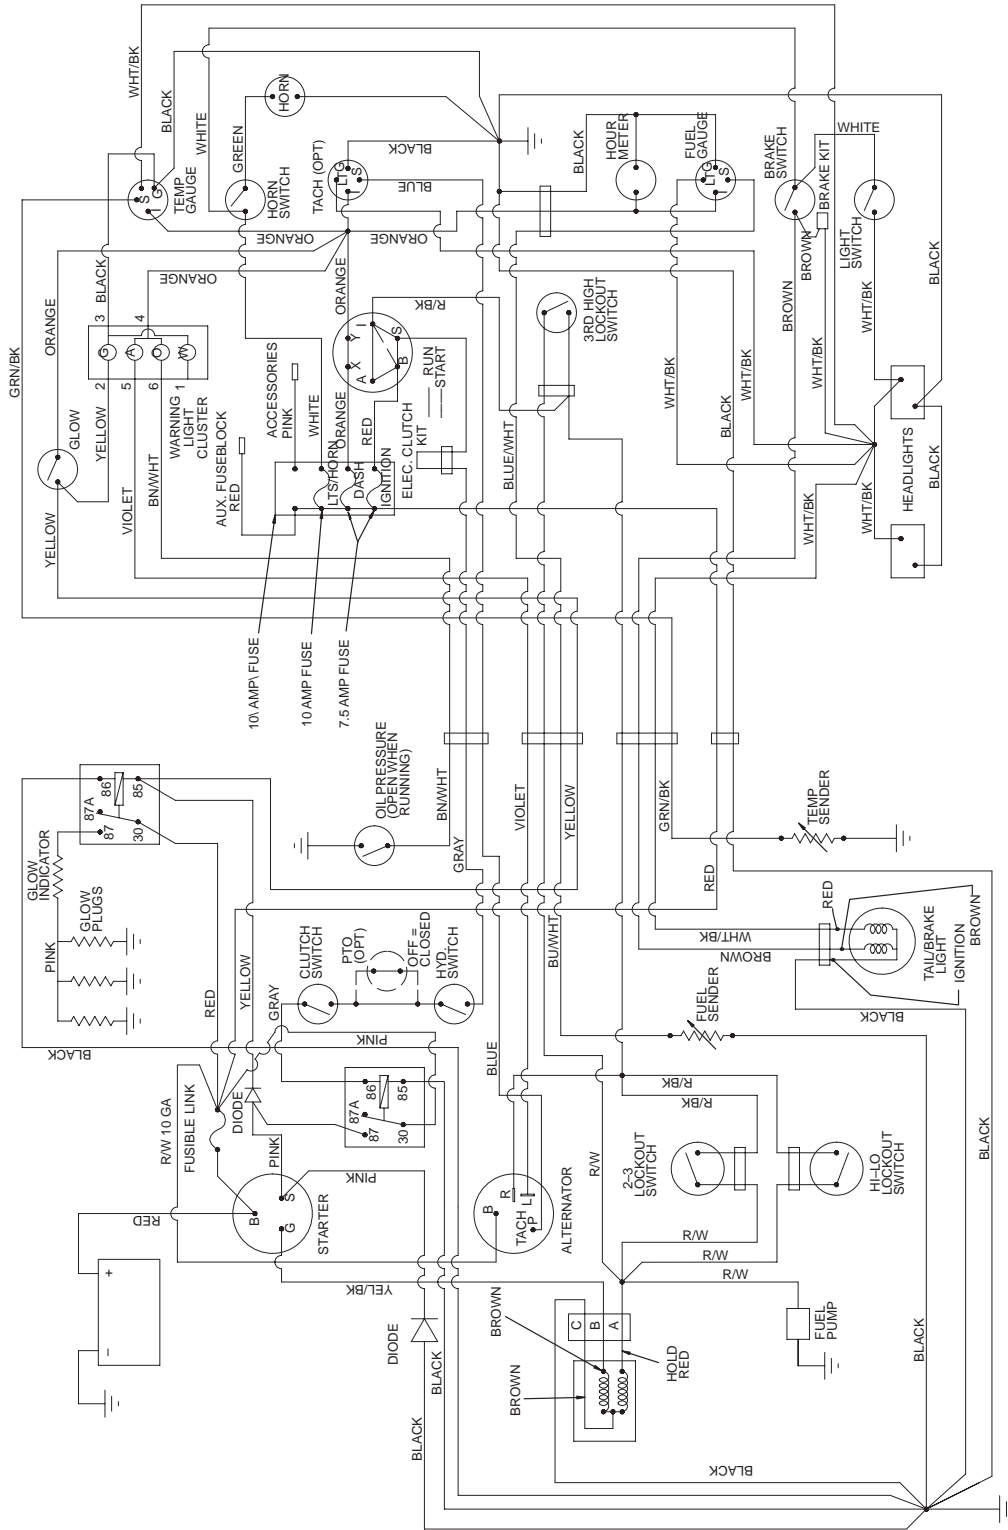 WHT/BK
BLACK
WHITE
GREEN
HORN
S
G
I
TEMP
GAUGE
HORN
SWITCH
TACH (OPT)
LTG
I
S
BLACK
BLUE
BLACK
HOUR
METER
FUEL
GAUGE
LTG
I
S
BRAKE
SWITCH
BRAKE KIT
WHITE
LIGHT
SWITCH
BROWN
BROWN
WHT/BK
WHT/BK
BLACK
ORANGE
ORANGE
ORANGE
ORANGE
R/BK
3RD HIGH
LOCKOUT
SWITCH
GRN/BK
ORANGE
BLACK
3
4
G
A
O
W
2
5
6
1
WARNING
LIGHT
CLUSTER
GLOW
YELLOW
YELLOW
VIOLET
BN/WHT
AUX. FUSEBLOCK
RED
ACCESSORIES
PINK
WHITE
ORANGE
RED
LTS/HORN
DASH
IGNITION
A
X
Y
I
S
B
RUN
START
ELEC. CLUTCH
KIT
BLUE/WHT
WHT/BK
WHT/BK
BLACK
WHT/BK
WHT/BK
HEADLIGHTS
BLACK
10\ AMP\ FUSE
10 AMP FUSE
7.5 AMP FUSE
OIL PRESSURE
(OPEN WHEN
RUNNING)
BN/WHT
GRAY
VIOLET
YELLOW
GRN/BK
RED
TEMP
SENDER
GLOW
INDICATOR
GLOW
PLUGS
PINK
87A
87
86
85
30
RED
YELLOW
BLACK
GRAY
CLUTCH
SWITCH
PTO
(OPT)
OFF =
CLOSED
HYD.
SWITCH
BU/WHT
FUEL
SENDER
WHT/BK
BROWN
RED
TAIL/BRAKE
LIGHT
IGNITION
BROWN
BLACK
R/W 10 GA
FUSIBLE LINK
DIODE
PINK
PINK
PINK
87A
87
86
85
30
BLUE
R/BK
R/BK
R/W
BLACK
RED
B
G
S
STARTER
B
R
TACH
L
P
ALTERNATOR
2–3
LOCKOUT
SWITCH
HI–LO
LOCKOUT
SWITCH
R/W
R/W
R/W
+
–
YEL/BK
DIODE
BLACK
BLACK
BROWN
BROWN
C
B
A
HOLD
RED
FUEL
PUMP
BLACK
BLACK